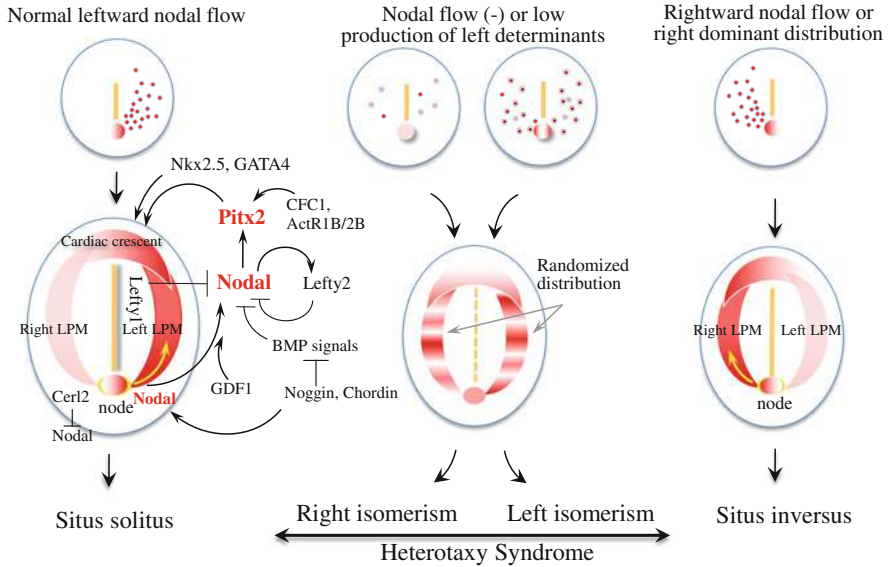 Normal leftward nodal flow
Nodal flow (-) or low
production of left determinants
Rightward nodal flow or
right dominant distribution
Nkx2.5, GATA4
Pitx2
CFC1,
ActR1B/2B
Cardiac crescent
Nodal
Lefty2
Lefty1
Right LPM
Left LPM
BMP signals
GDF1
Noggin, Chordin
Cerl2
Nodal
node
Nodal
Randomized
distribution
Right LPM
Left LPM
node
Situs solitus
Right isomerism
Left isomerism
Situs inversus
Heterotaxy Syndrome